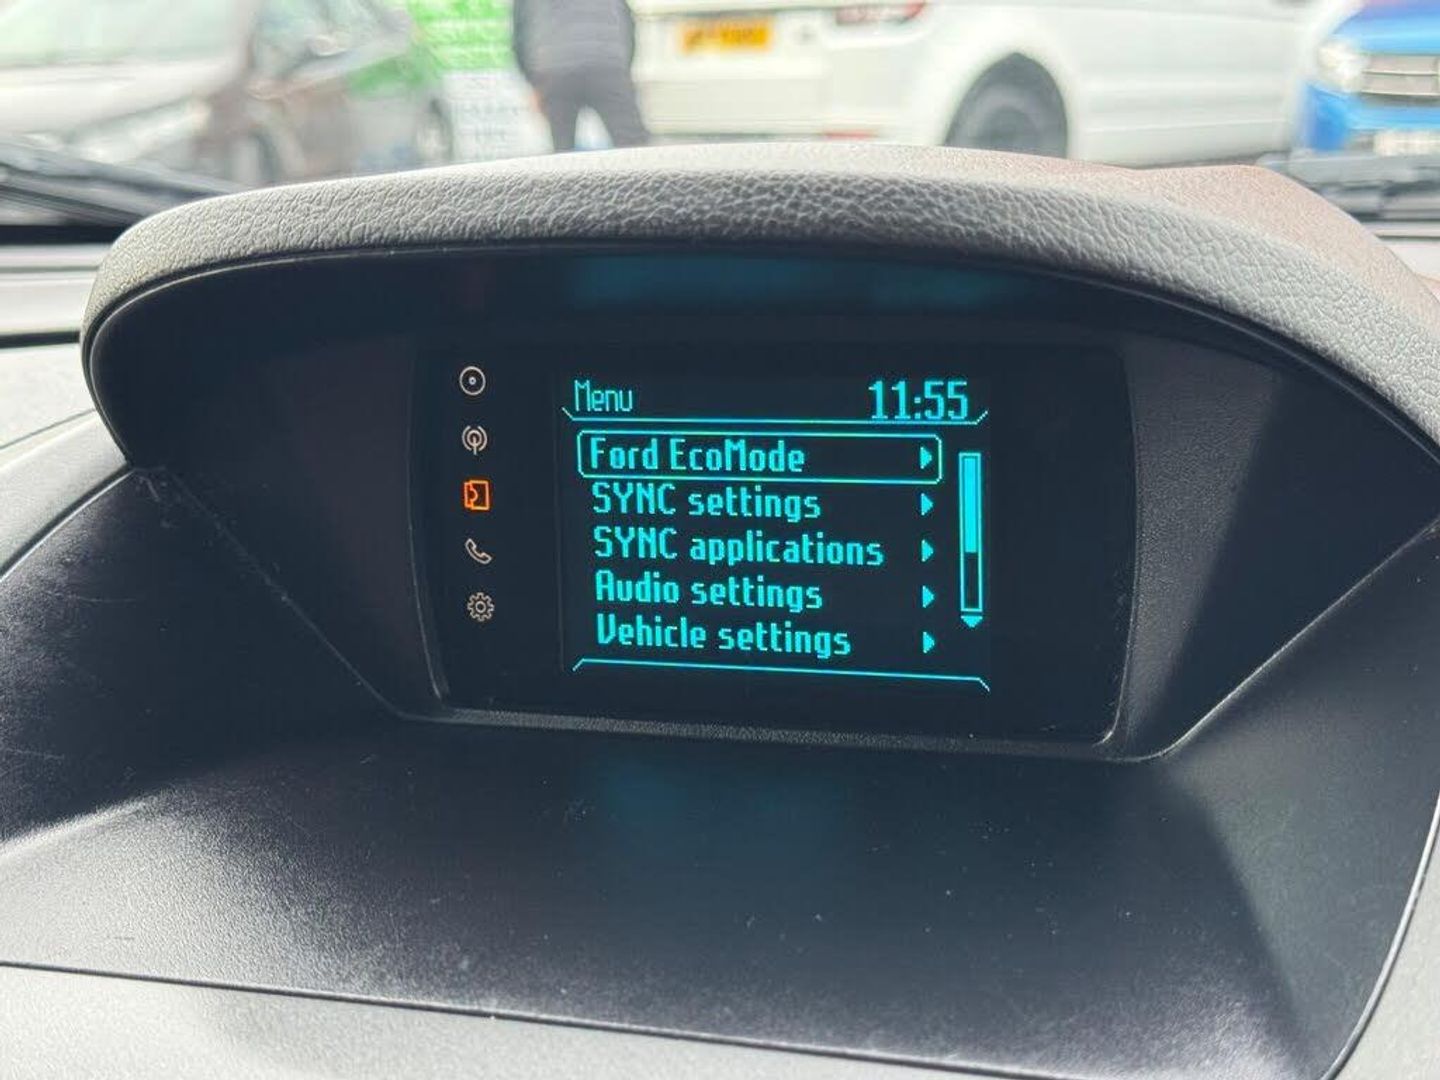 Menu 11:55
Ford EcoMode
SYNC settings
SYNC applications
Audio settings
Vehicle settings